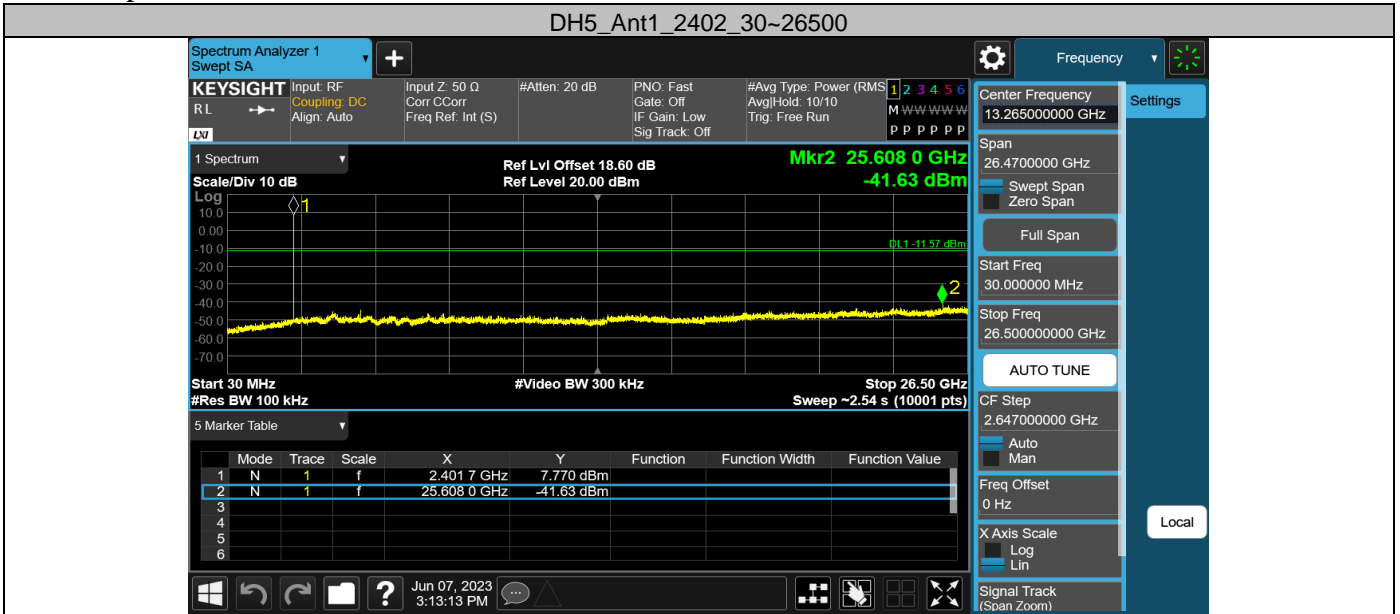 DH5_Ant1_2402_30~26500
Spectrum Analyzer 1
Swept SA
Frequency
KEYSIGHT
RL
LXI
Input: RF
Coupling: DC
Align: Auto
Input Z: 50 Ω
Corr CCorr
Freq Ref: Int (S)
#Atten: 20 dB
PNO: Fast
Gate: Off
IF Gain: Low
Sig Track: Off
#Avg Type: Power (RMS
Avg|Hold: 10/10
Trig: Free Run
1 2 3 4 5 6
M W W W W W
P P P P P P
1 Spectrum
Scale/Div 10 dB
Ref Lvl Offset 18.60 dB
Ref Level 20.00 dBm
Mkr2 25.608 0 GHz
-41.63 dBm
Log
10.0
0.00
-10.0
-20.0
-30.0
-40.0
-50.0
-60.0
-70.0
1
DL1 -11.57 dBm
2
Start 30 MHz
#Video BW 300 kHz
Stop 26.50 GHz
#Res BW 100 kHz
Sweep ~2.54 s (10001 pts)
5 Marker Table
Mode Trace Scale X Y Function Function Width Function Value
1 N 1 f 2.401 7 GHz 7.770 dBm
2 N 1 f 25.608 0 GHz -41.63 dBm
3
4
5
6
Jun 07, 2023
3:13:13 PM
Center Frequency
13.265000000 GHz
Settings
Span
26.4700000 GHz
Swept Span
Zero Span
Full Span
Start Freq
30.000000 MHz
Stop Freq
26.500000000 GHz
AUTO TUNE
CF Step
2.647000000 GHz
Auto
Man
Freq Offset
0 Hz
Local
X Axis Scale
Log
Lin
Signal Track
(Span Zoom)